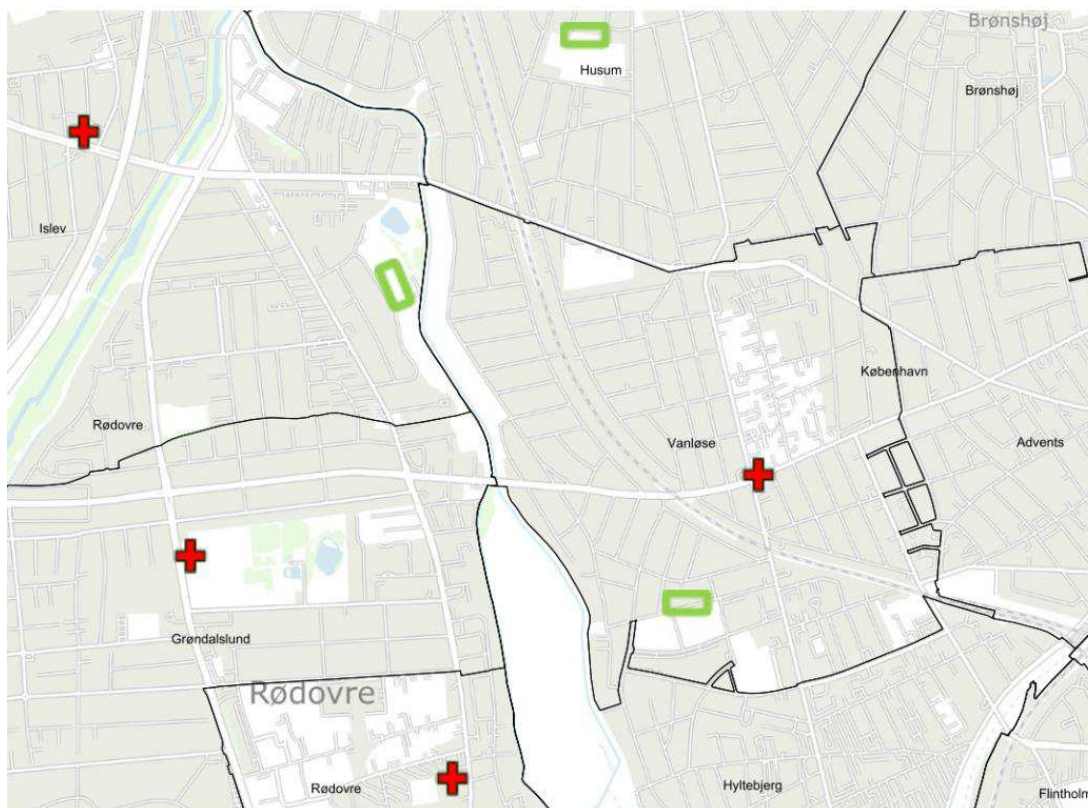 Brønshøj
Husum
Brønshøj
Islev
København
Rødovre
Vanløse
Advents
Grøndalslund
Rødovre
Rødovre
Hyltebjerg
Flintholm